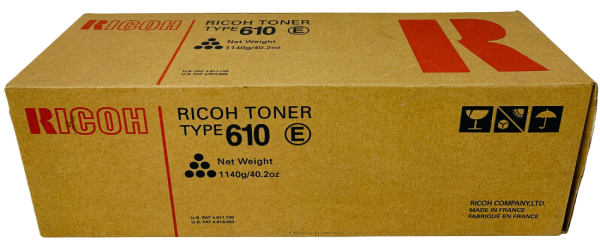 RICOH
RICOH TONER
TYPE 610 E
Net Weight
1140g/40.2oz
R
RICOH
RICOH TONER
TYPE 610 E
Net Weight
1140g/40.2oz
RICOH COMPANY,LTD.
MADE IN FRANCE
FABRIQUÉ EN FRANCE